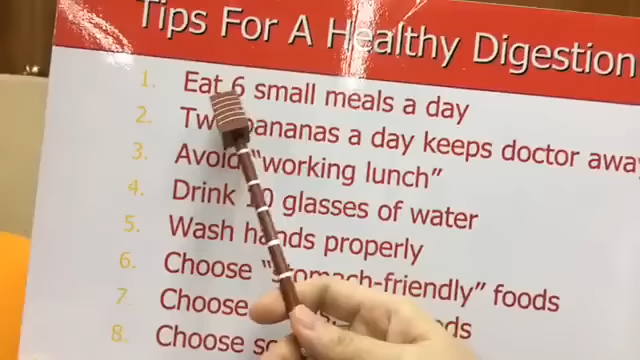 Tips For A Healthy Digestion
1. Eat 6 small meals a day
2. Two bananas a day keeps doctor away
3. Avoid "working lunch"
4. Drink 10 glasses of water
5. Wash hands properly
6. Choose "stomach-friendly" foods
7. Choose
8. Choose